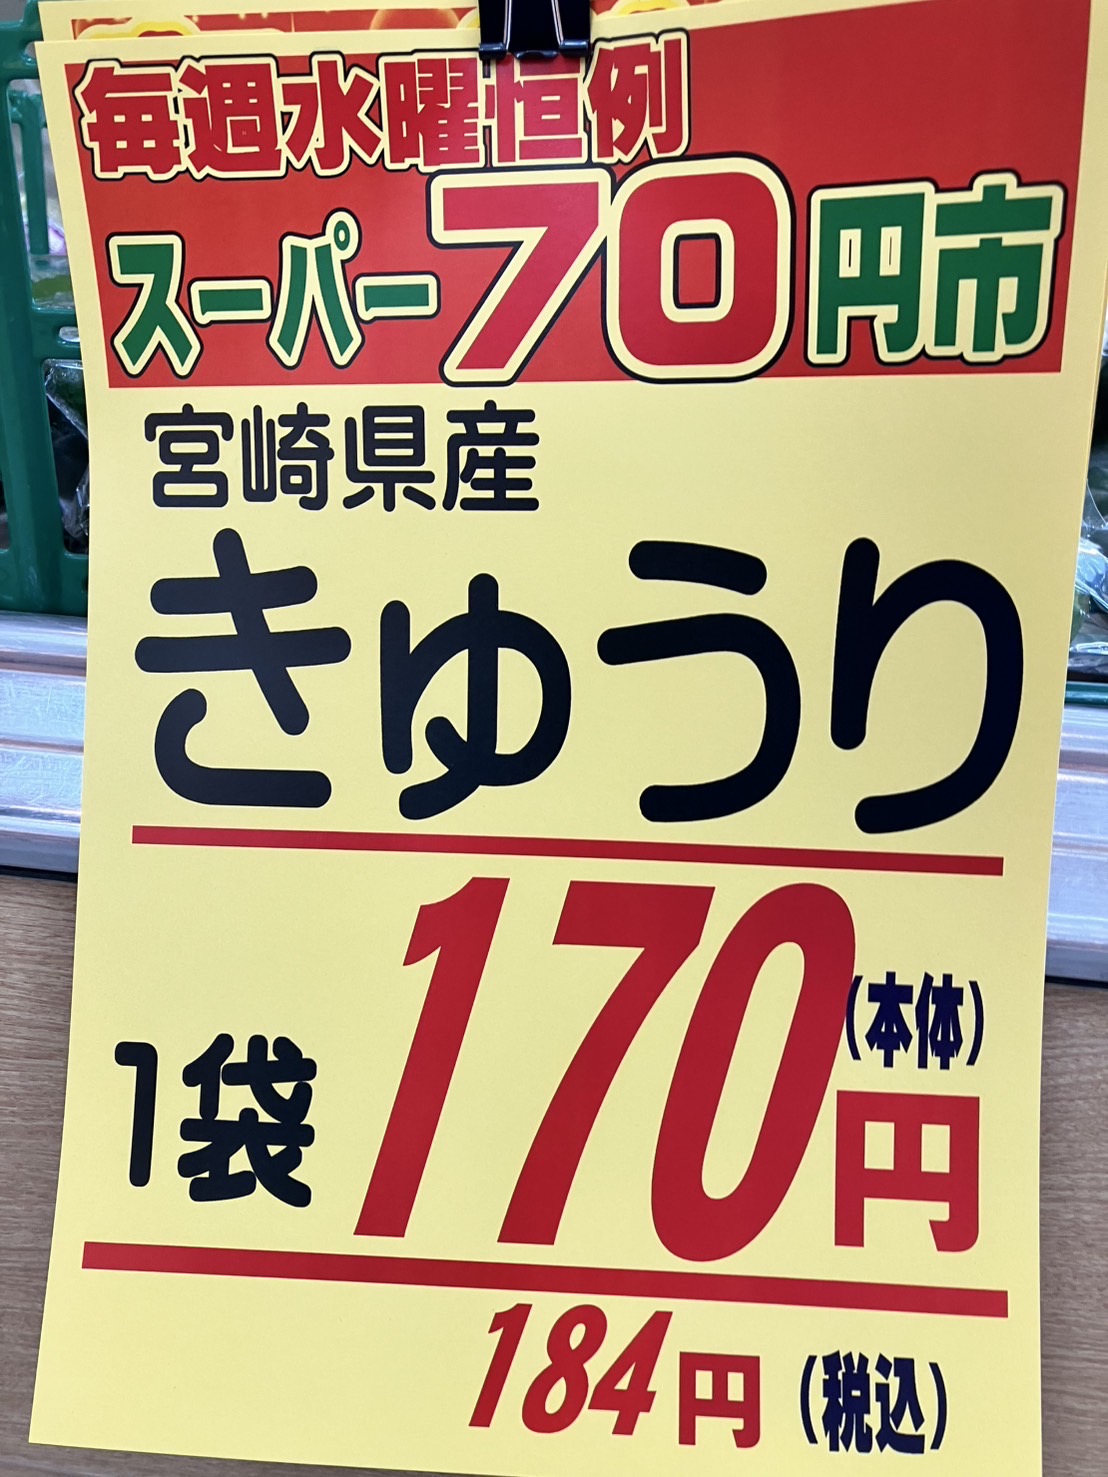 毎週水曜恒例
スーパー70円市
宮崎県産
きゅうり
1袋 170円 (本体)
184円 (税込)